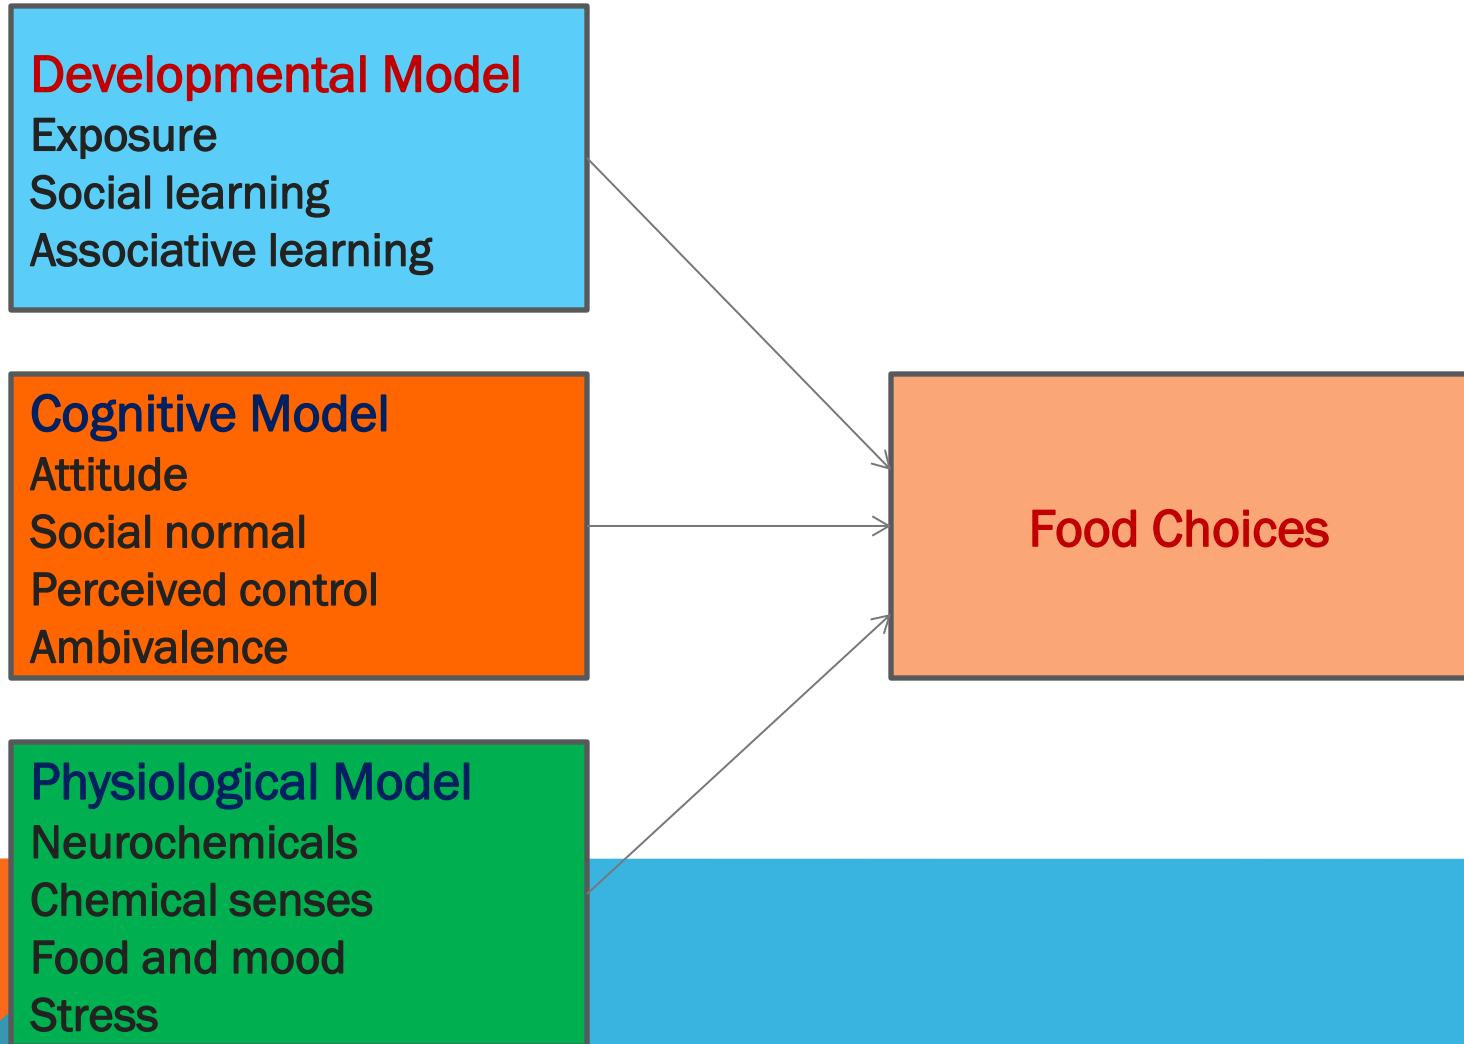 Developmental Model
Exposure
Social learning
Associative learning
Cognitive Model
Attitude
Social normal
Perceived control
Ambivalence
Physiological Model
Neurochemicals
Chemical senses
Food and mood
Stress
Food Choices